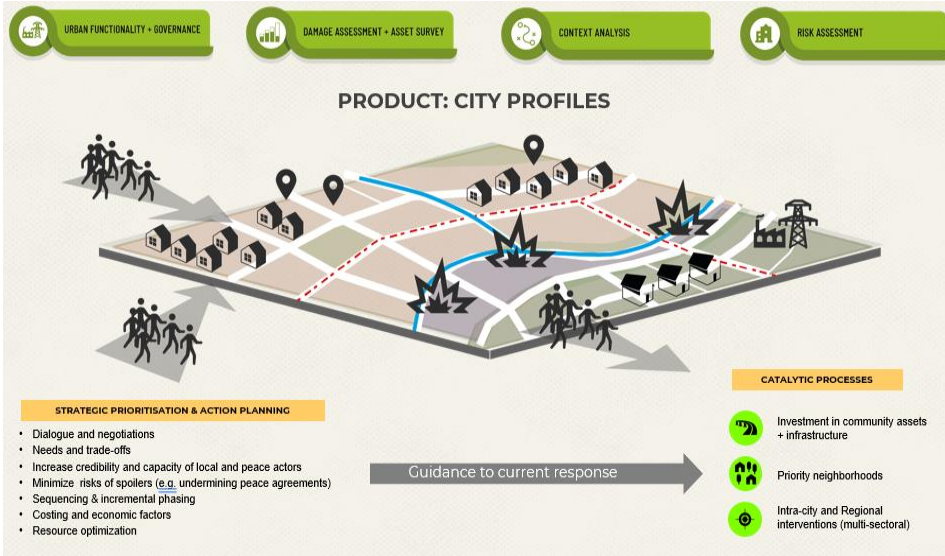 URBAN FUNCTIONALITY + GOVERNANCE
DAMAGE ASSESSMENT + ASSET SURVEY
CONTEXT ANALYSIS
RISK ASSESSMENT
PRODUCT: CITY PROFILES
STRATEGIC PRIORITISATION & ACTION PLANNING
• Dialogue and negotiations
• Needs and trade-offs
• Increase credibility and capacity of local and peace actors
• Minimize risks of spoilers (e.g. undermining peace agreements)
• Sequencing & incremental phasing
• Costing and economic factors
• Resource optimization
Guidance to current response
CATALYTIC PROCESSES
Investment in community assets
+ infrastructure
Priority neighborhoods
Intra-city and Regional
interventions (multi-sectoral)